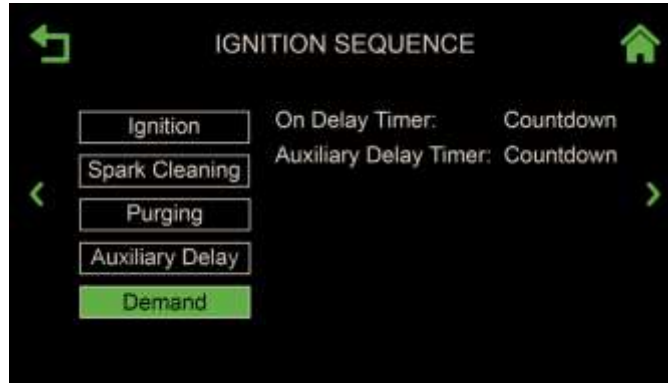 IGNITION SEQUENCE
Ignition
Spark Cleaning
Purging
Auxiliary Delay
Demand
On Delay Timer: Countdown
Auxiliary Delay Timer: Countdown